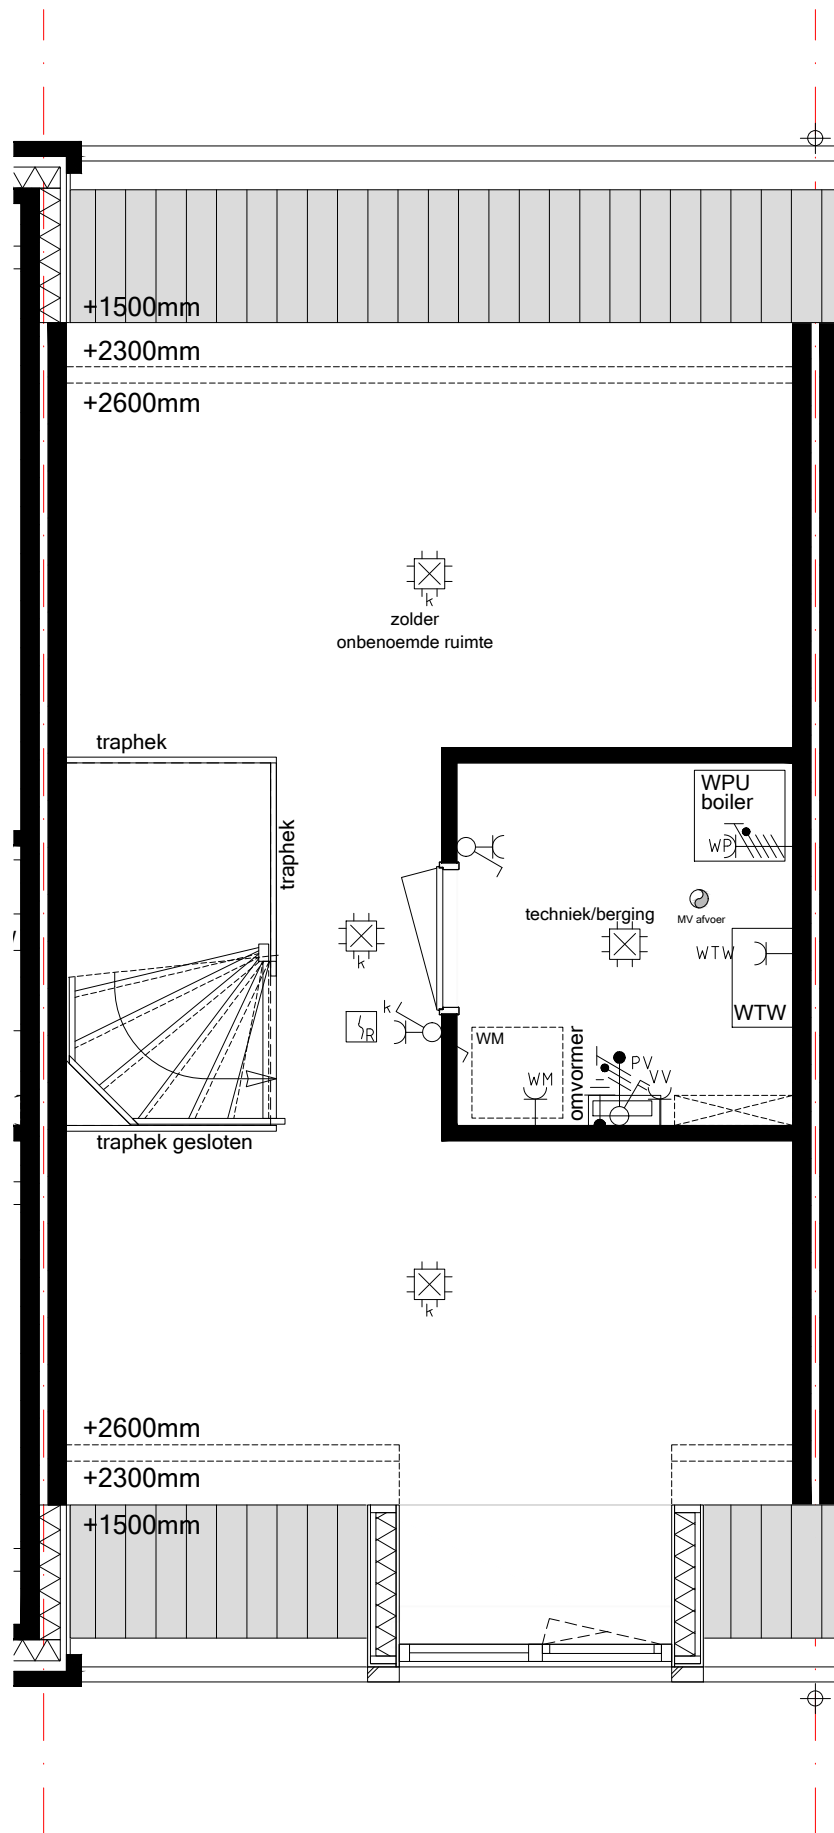 +1500mm
+2300mm
+2600mm
k
zolder
onbenoemde ruimte
traphek
traphek
WPU
boiler
WP
techniek/berging
MV afvoer
k
WTW
WTW
k
R
WM
WM
omvormer
PV
VV
traphek gesloten
k
+2600mm
+2300mm
+1500mm